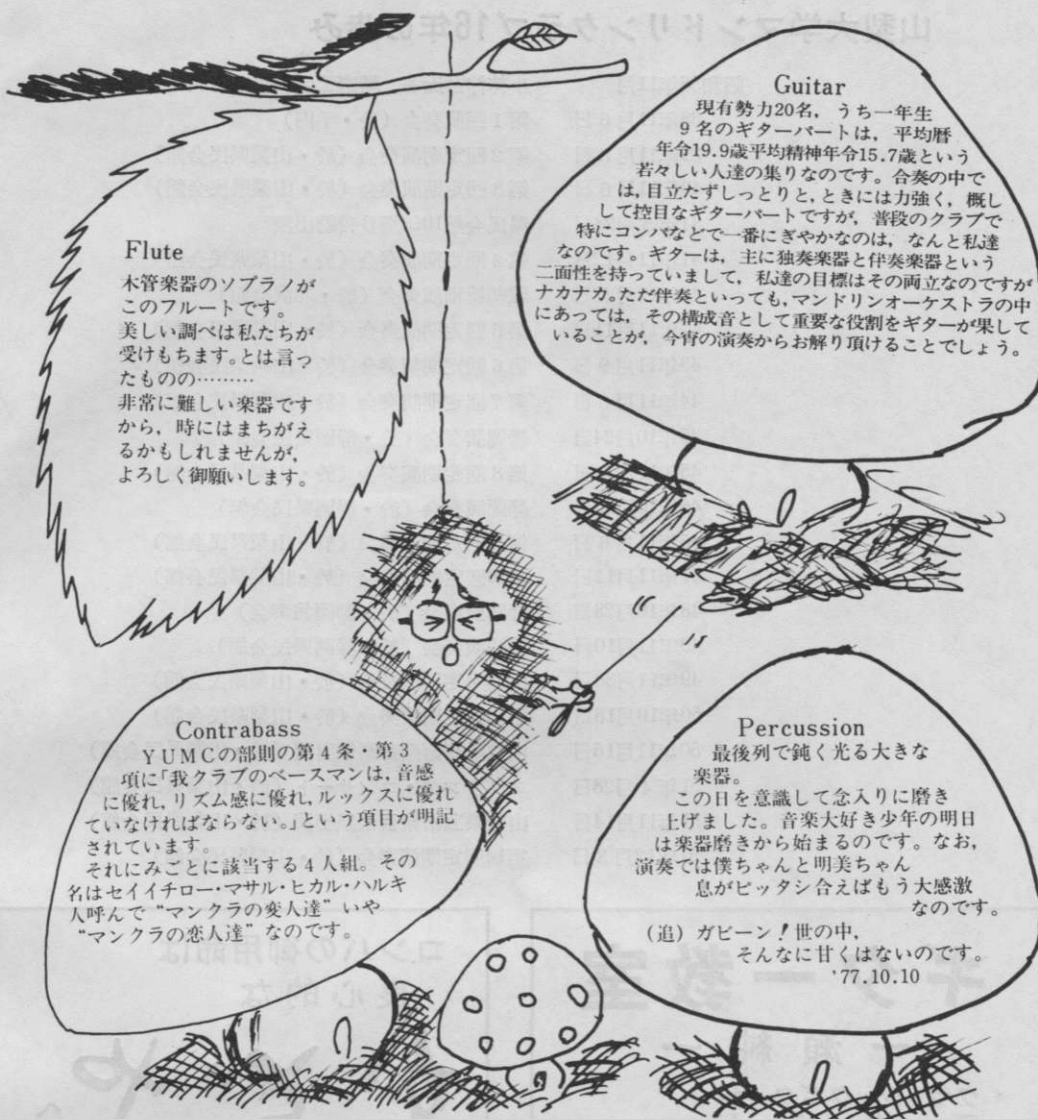 Flute
木管楽器のソプラノが
このフルートです。
美しい調べは私たちが
受けもちます。とは言っ
たものの………
非常に難しい楽器です
から、時にはまちがえ
るかもしれませんが、
よろしく御願いします。
Guitar
現有勢力20名，うち一年生
9名のギターパートは，平均暦
年令19.9歳平均精神年令15.7歳という
若々しい人達の集りなのです。合奏の中で
は，目立たずしっとりと，ときには力強く，概し
して控目なギターパートですが，普段のクラブで
特にコンパなどで一番にぎやかなのは，なんと私達
なのです。ギターは，主に独奏楽器と伴奏楽器という
二面性を持っていまして，私達の目標はその両立なのですが
ナカナカ。ただ伴奏といっても，マンドリンオーケストラの中
にあっては，その構成音として重要な役割をギターが果して
いることが，今宵の演奏からお解り頂けることでしょう。
Contrabass
YUMCの部則の第4条・第3
項に「我クラブのベースマンは，音感
に優れ，リズム感に優れ，ルックスに優れ
ていなければならない。」という項目が明記
されています。
それにみごとに該当する4人組。その
名はセイイチロー・マサル・ヒカル・ハルキ
人呼んで“マンクラの変人達”いや
“マンクラの恋人達”なのです。
Percussion
最後列で鈍く光る大きな
楽器。
この日を意識して念入りに磨き
上げました。音楽大好き少年の明日
は楽器磨きから始まるのです。なお，
演奏では僕ちゃんと明美ちゃん
息がピッタシ合えばもう大感激
なのです。
(追) ガビーン！世の中，
そんなに甘くはないのです。
'77.10.10